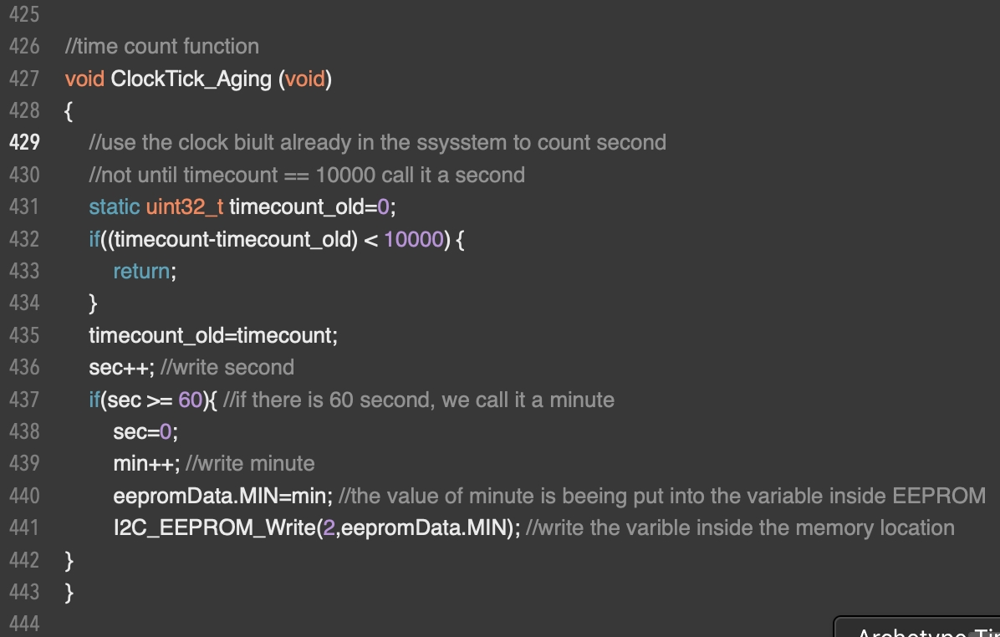 425
426 //time count function
427 void ClockTick_Aging (void)
428 {
429 //use the clock biult already in the ssysstem to count second
430 //not until timecount == 10000 call it a second
431 static uint32_t timecount_old=0;
432 if((timecount-timecount_old) < 10000) {
433 return;
434 }
435 timecount_old=timecount;
436 sec++; //write second
437 if(sec >= 60){ //if there is 60 second, we call it a minute
438 sec=0;
439 min++; //write minute
440 eepromData.MIN=min; //the value of minute is beeing put into the variable inside EEPROM
441 I2C_EEPROM_Write(2,eepromData.MIN); //write the varible inside the memory location
442 }
443 }
444